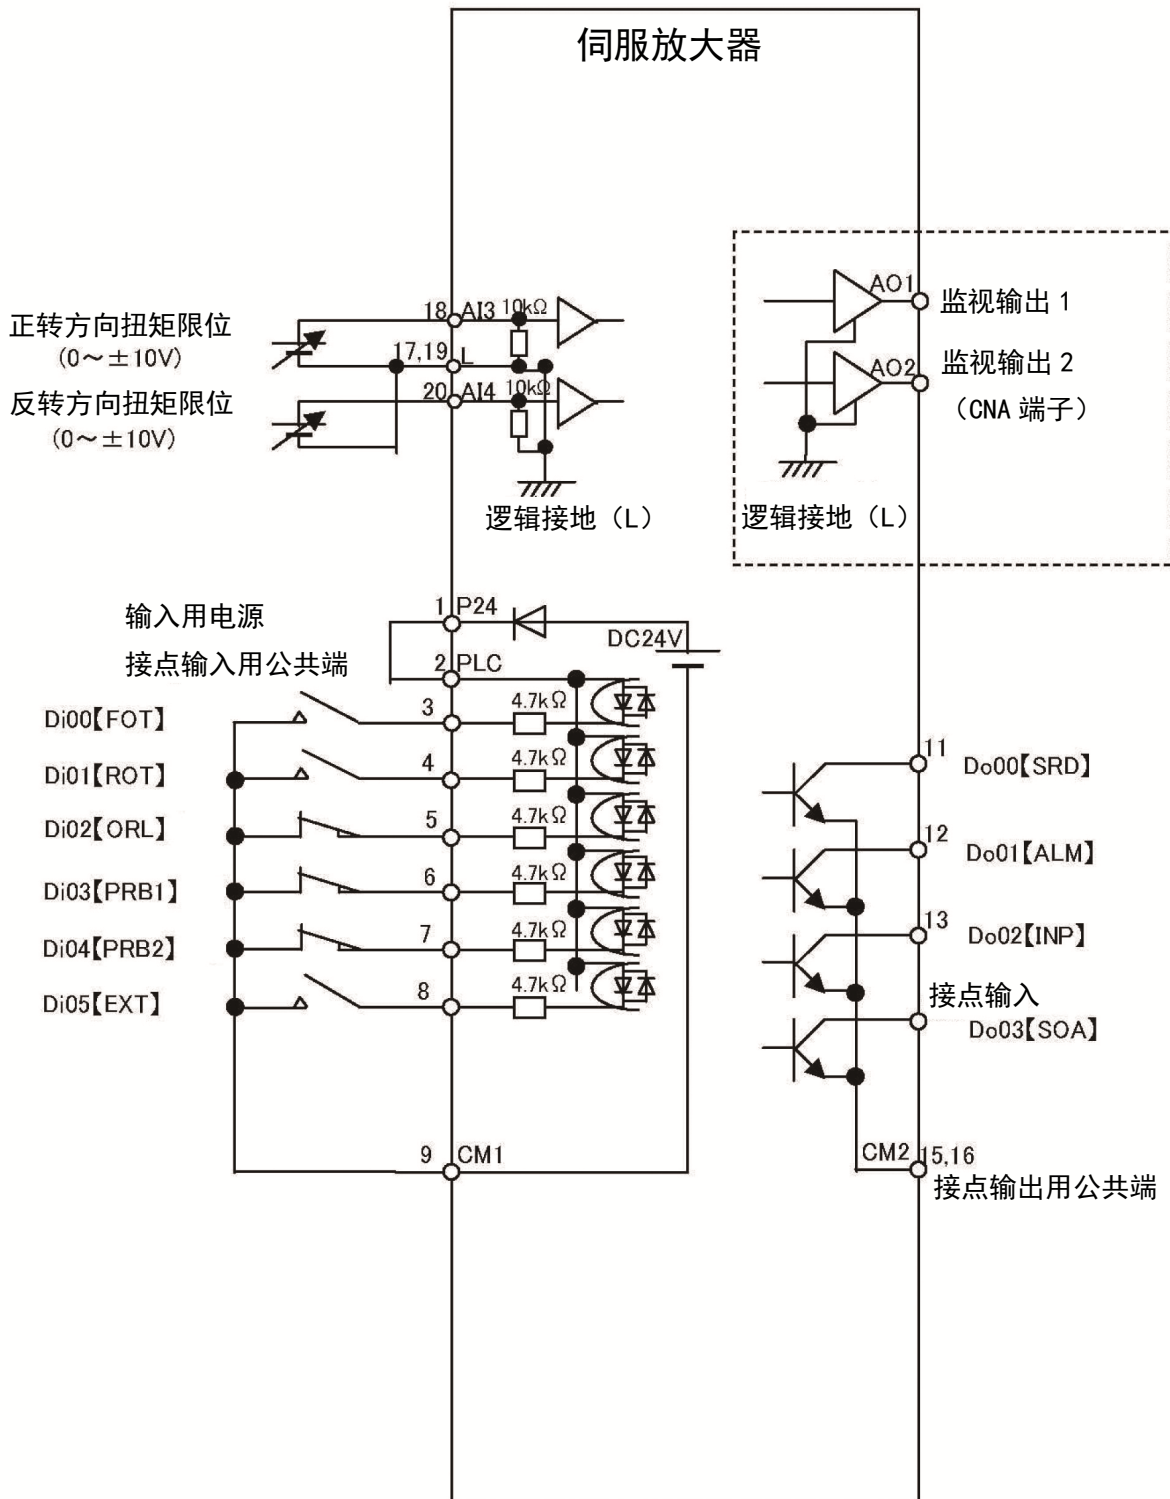 伺服放大器
AO1
监视输出 1
AO2
监视输出 2
（CNA 端子）
逻辑接地（L）
正转方向扭矩限位
(0～±10V)
反转方向扭矩限位
(0～±10V)
18 AI3 10kΩ
17,19 L
20 AI4 10kΩ
逻辑接地（L）
输入用电源
1 P24
DC24V
接点输入用公共端
2 PLC
Di00【FOT】 3 4.7kΩ
Di01【ROT】 4 4.7kΩ
Di02【ORL】 5 4.7kΩ
Di03【PRB1】 6 4.7kΩ
Di04【PRB2】 7 4.7kΩ
Di05【EXT】 8 4.7kΩ
9 CM1
11
Do00【SRD】
12
Do01【ALM】
13
Do02【INP】
接点输入
Do03【SOA】
CM2 15,16
接点输出用公共端